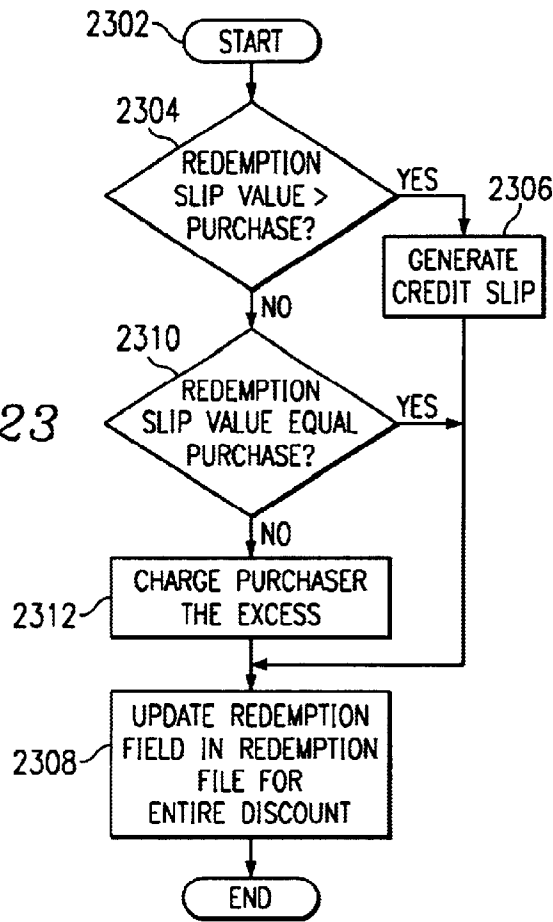 2302
START
2304
REDEMPTION
SLIP VALUE >
PURCHASE?
YES
2306
GENERATE
CREDIT SLIP
NO
2310
REDEMPTION
SLIP VALUE EQUAL
PURCHASE?
YES
23
NO
CHARGE PURCHASER
THE EXCESS
2312
UPDATE REDEMPTION
FIELD IN REDEMPTION
FILE FOR
ENTIRE DISCOUNT
2308
END